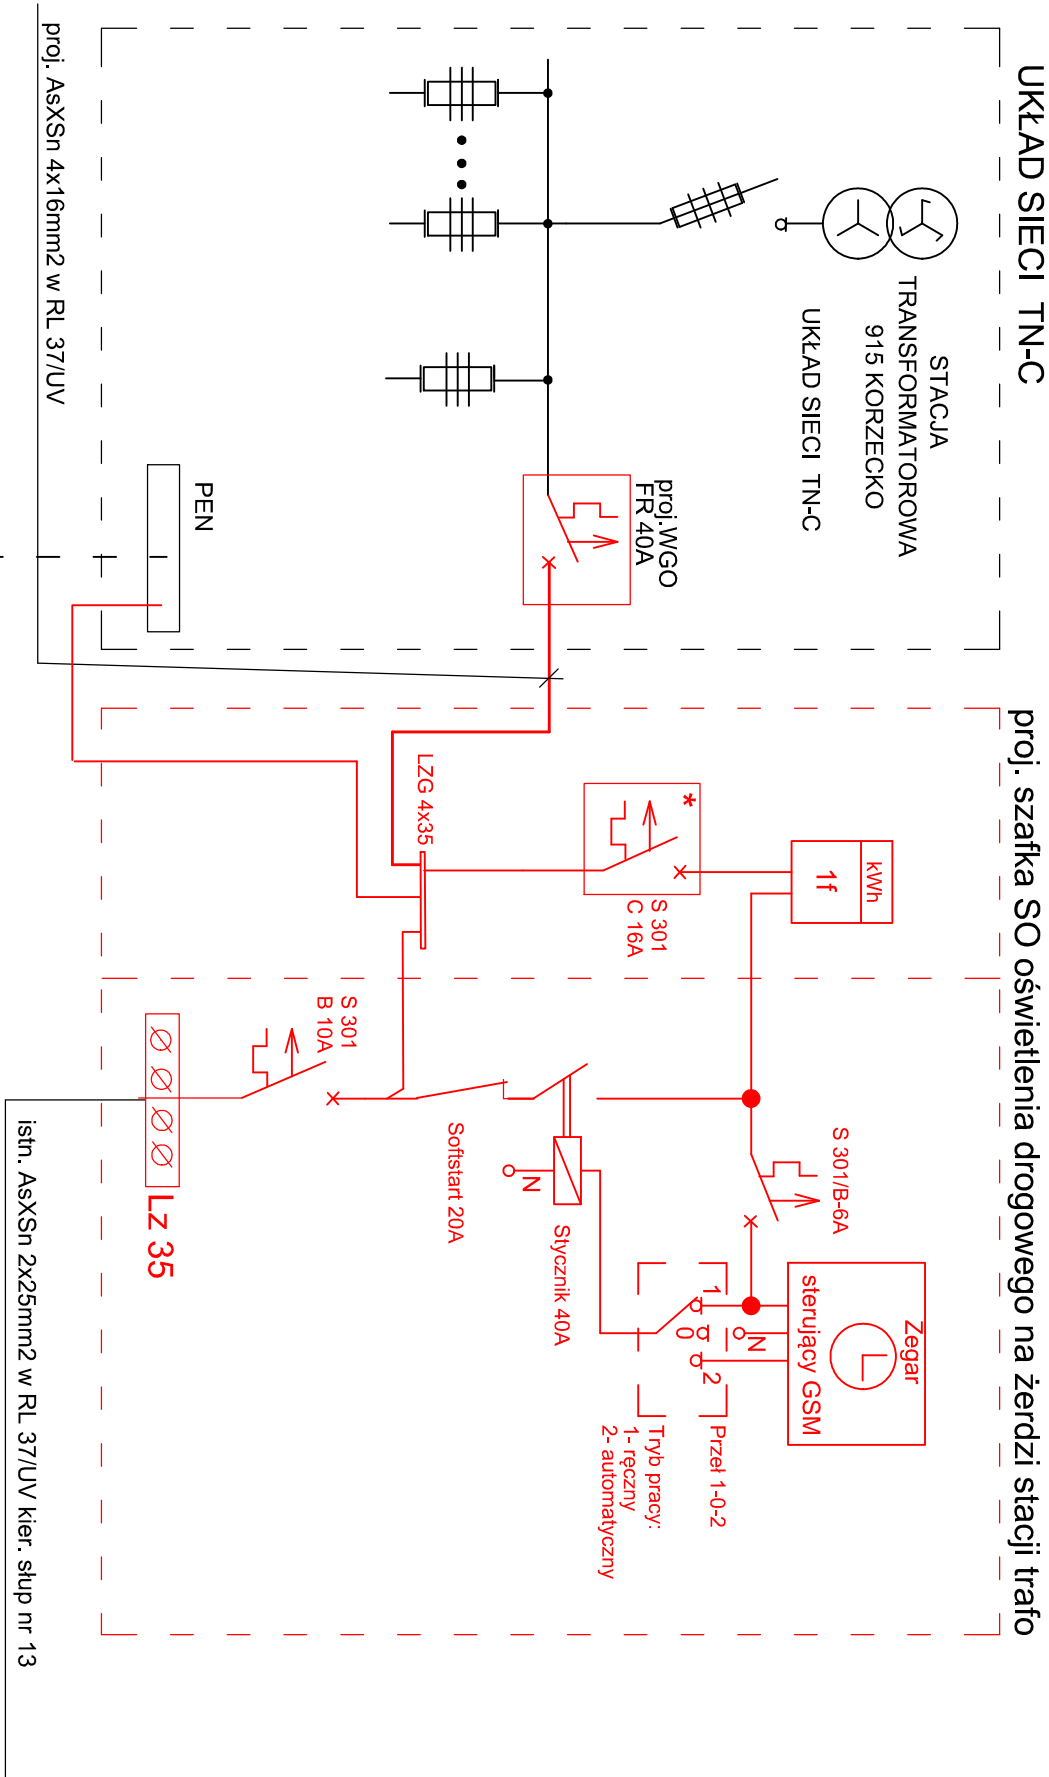 UKŁAD SIECI TN-C
proj. szafka SO oświetlenia drogowego na żerdzi stacji trafo
STACJA
TRANSFORMATOROWA
915 KORZECKO
UKŁAD SIECI TN-C
proj.WGO
FR 40A
PEN
proj. AsXSn 4x16mm2 w RL 37/UV
kWh
1f
*
S 301
C 16A
LZG 4x35
S 301/B-6A
Zegar
sterujący GSM
N
1
0
2
Przeł 1-0-2
Tryb pracy:
1- ręczny
2- automatyczny
Stycznik 40A
N
Softstart 20A
S 301
B 10A
Lz 35
istn. AsXSn 2x25mm2 w RL 37/UV kier. słup nr 13